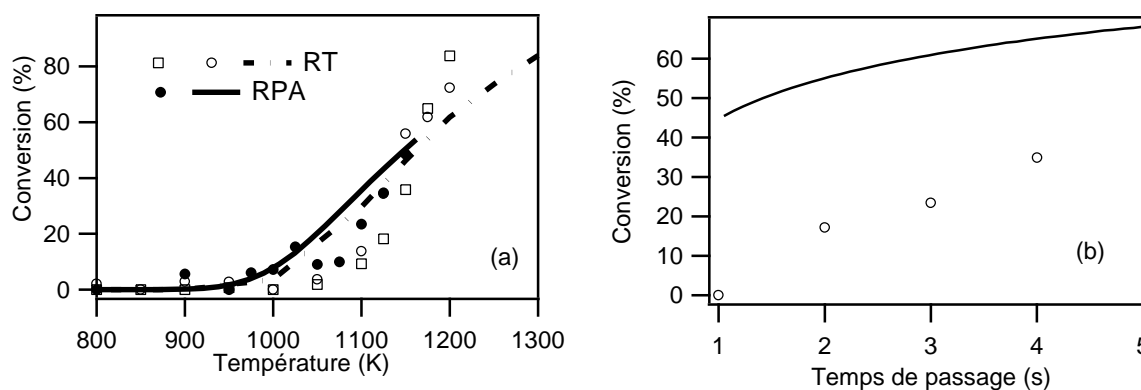 80
60
40
20
0
Conversion (%)
RT
RPA
(a)
800 900 1000 1100 1200 1300
Température (K)
60
50
40
30
20
10
0
Conversion (%)
(b)
1 2 3 4 5
Temps de passage (s)